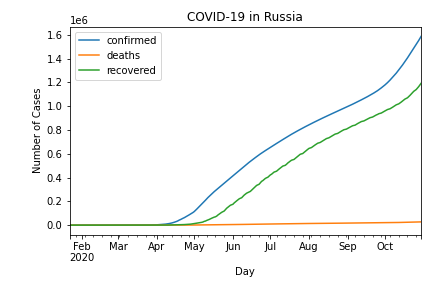 COVID-19 in Russia
1e6
confirmed
deaths
recovered
Number of Cases
1.6
1.4
1.2
1.0
0.8
0.6
0.4
0.2
0.0
Feb Mar Apr May Jun Jul Aug Sep Oct
2020
Day